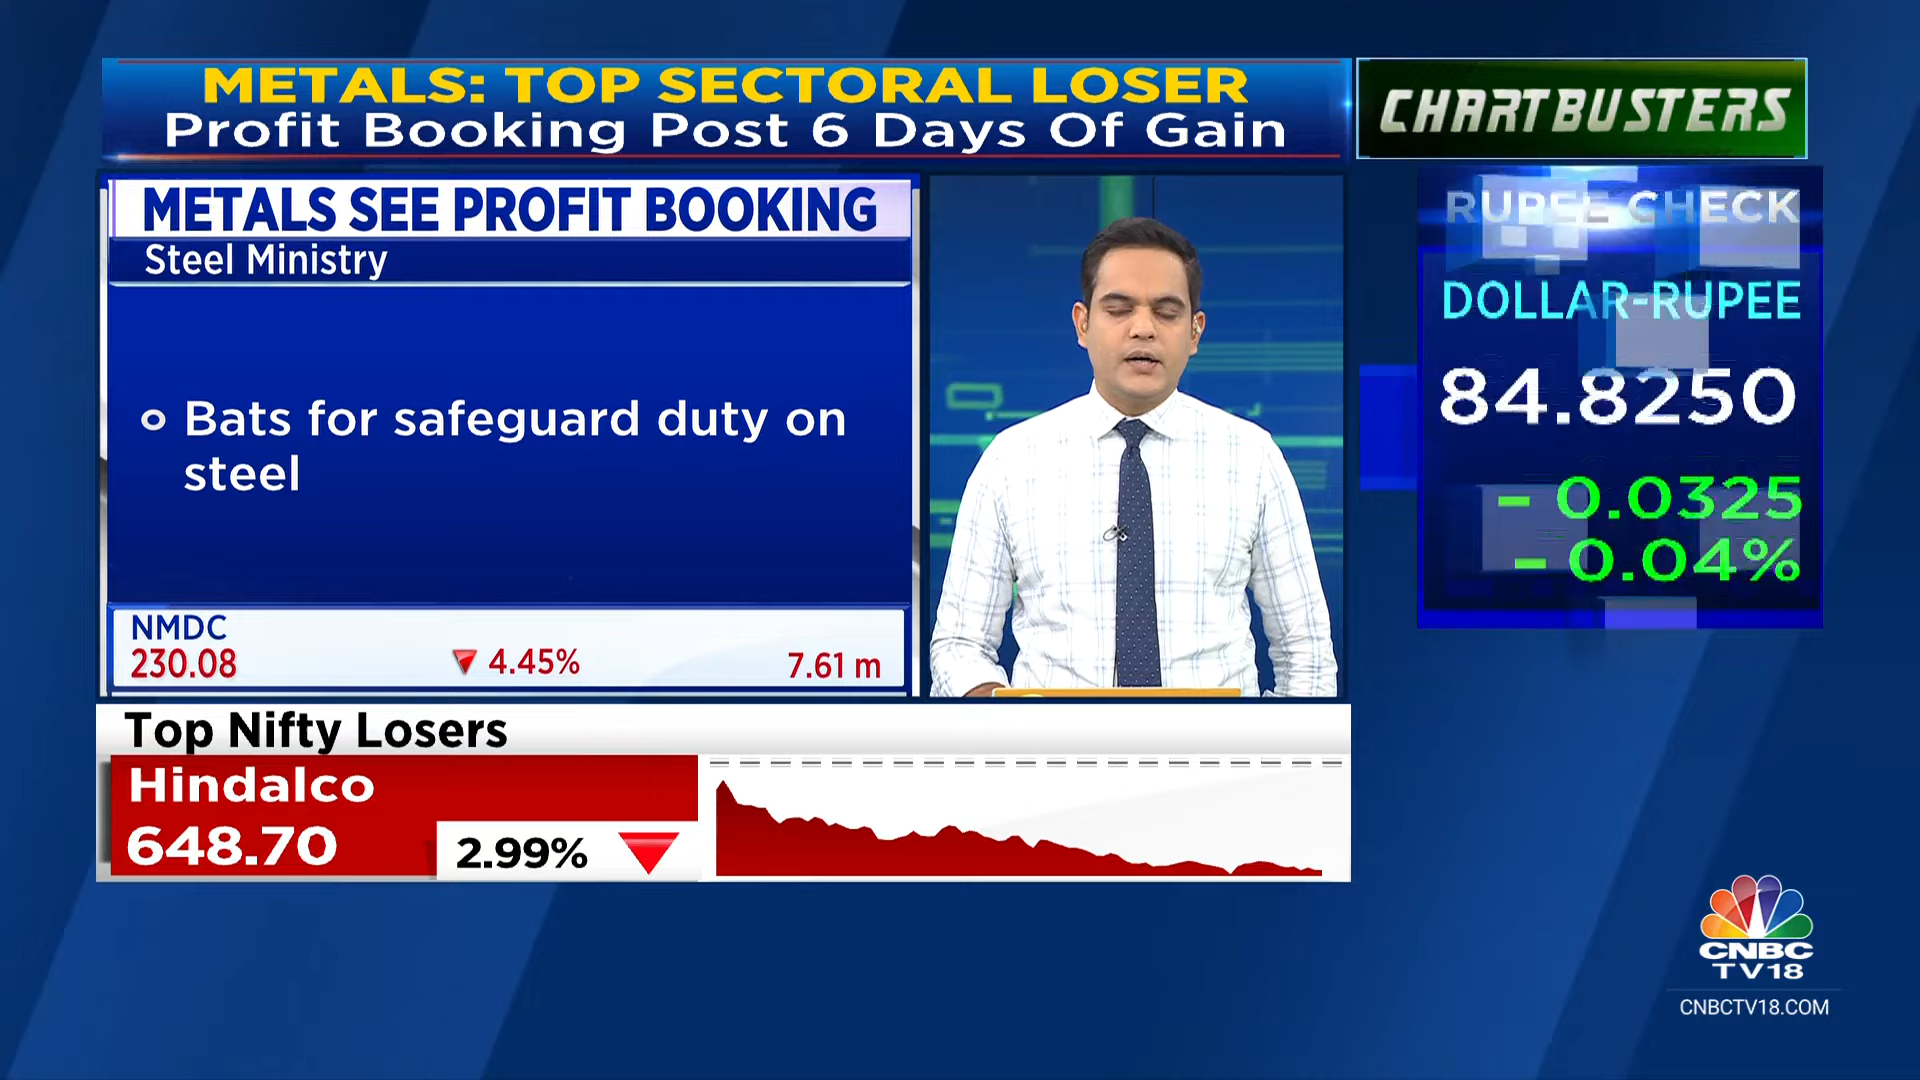 METALS: TOP SECTORAL LOSER
Profit Booking Post 6 Days Of Gain
CHARTBUSTERS
METALS SEE PROFIT BOOKING
Steel Ministry
Bats for safeguard duty on
steel
NMDC
230.08 4.45% 7.61 m
RUPEE CHECK
DOLLAR-RUPEE
84.8250
- 0.0325
- 0.04%
Top Nifty Losers
Hindalco
648.70
2.99%
CNBC
TV18
CNBCTV18.COM